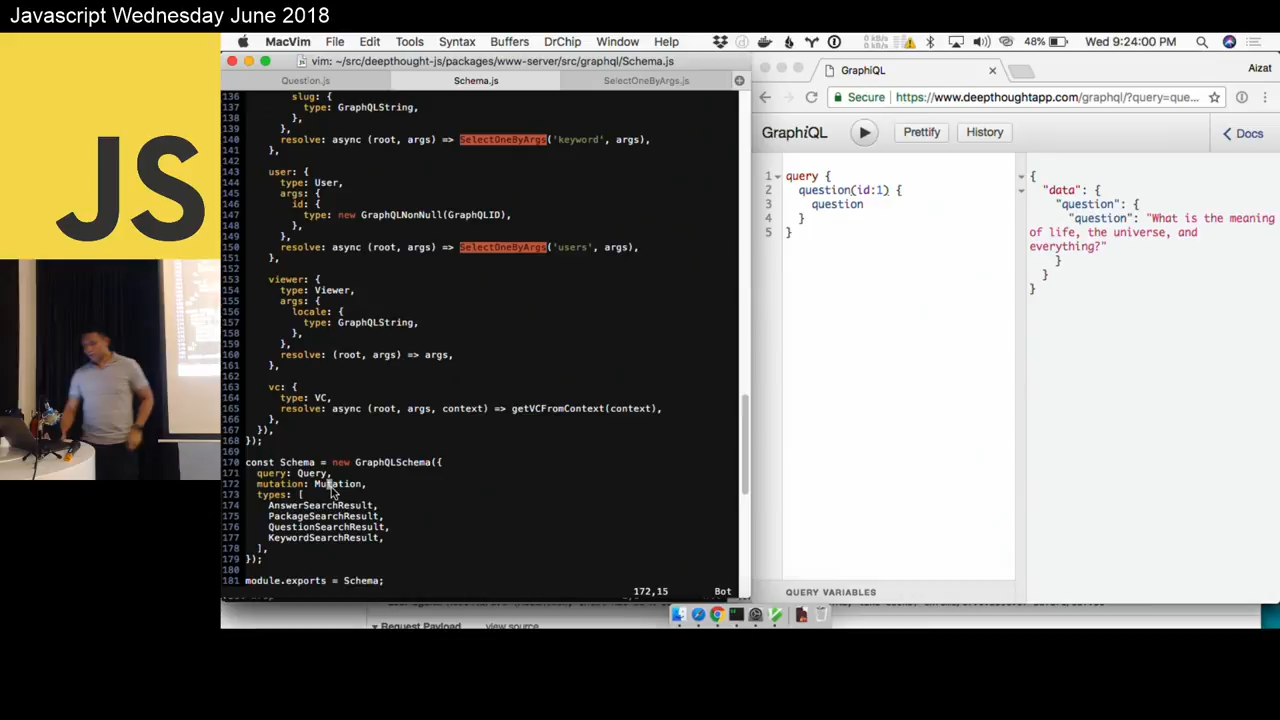 Javascript Wednesday June 2018
JS
MacVim File Edit Tools Syntax Buffers DrChip Window Help
0 kB/s
0 kB/s
48%
Wed 9:24:00 PM
vim: ~/src/deepthought-js/packages/www-server/src/graphql/Schema.js
Question.js
Schema.js
SelectOneByArgs.js
136 slug: {
137 type: GraphQLString,
138 },
139 },
140 resolve: async (root, args) => SelectOneByArgs('keyword', args),
141 },
142
143 user: {
144 type: User,
145 args: {
146 id: {
147 type: new GraphQLNonNull(GraphQLID),
148 },
149 },
150 resolve: async (root, args) => SelectOneByArgs('users', args),
151 },
152
153 viewer: {
154 type: Viewer,
155 args: {
156 locale: {
157 type: GraphQLString,
158 },
159 },
160 resolve: (root, args) => args,
161 },
162
163 vc: {
164 type: VC,
165 resolve: async (root, args, context) => getVCFromContext(context),
166 },
167 }),
168 });
169
170 const Schema = new GraphQLSchema({
171 query: Query,
172 mutation: Mutation,
173 types: [
174 AnswerSearchResult,
175 PackageSearchResult,
176 QuestionSearchResult,
177 KeywordSearchResult,
178 ],
179 });
180
181 module.exports = Schema;
172,15 Bot
GraphiQL
Aizat
Secure https://www.deepthoughtapp.com/graphql/?query=que...
GraphiQL Prettify History Docs
1 query {
2 question(id:1) {
3 question
4 }
5 }
{
"data": {
"question": {
"question": "What is the meaning
of life, the universe, and
everything?"
}
}
}
QUERY VARIABLES
Request Payload view source